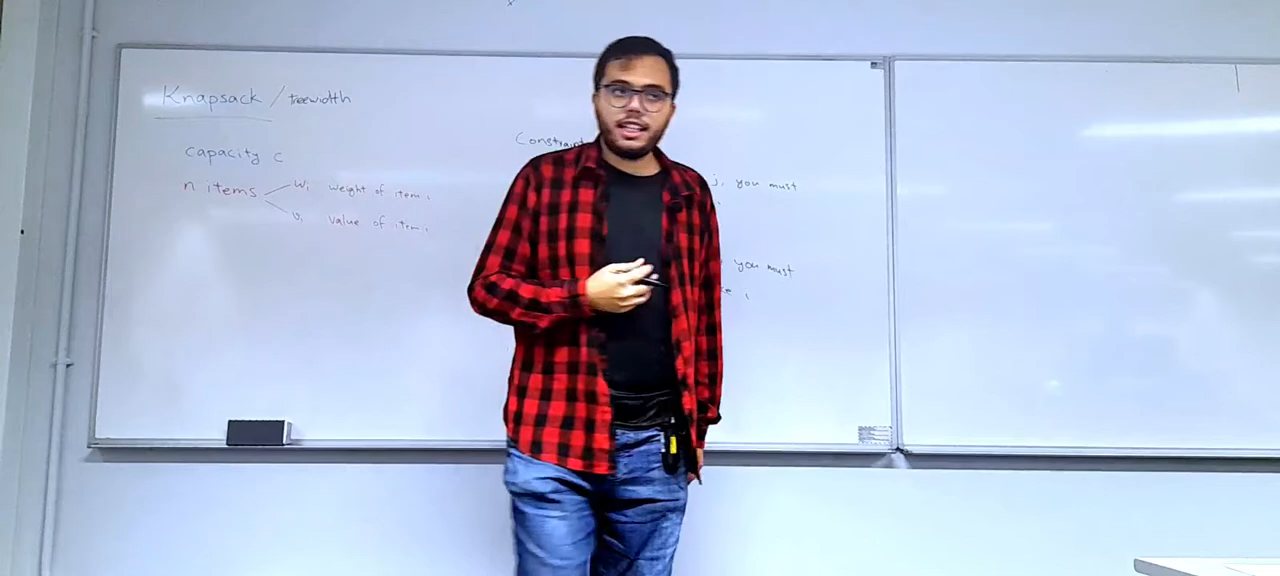 Knapsack / treewidth
capacity c
n items
wi weight of item i
vi value of item i
Constraint
j, you must
you must